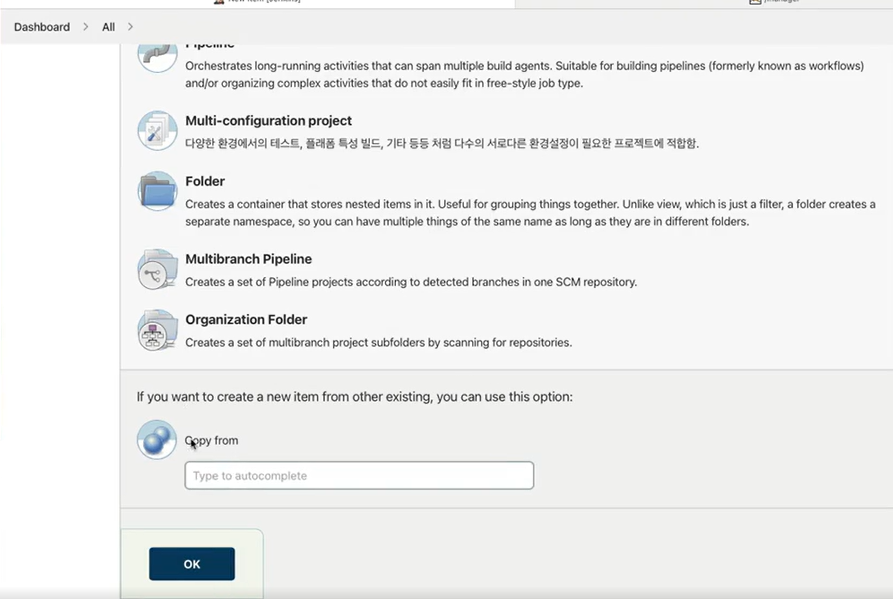 New Item [Jenkins]
jmanager
Dashboard > All >
Pipeline
Orchestrates long-running activities that can span multiple build agents. Suitable for building pipelines (formerly known as workflows)
and/or organizing complex activities that do not easily fit in free-style job type.
Multi-configuration project
다양한 환경에서의 테스트, 플래폼 특성 빌드, 기타 등등 처럼 다수의 서로다른 환경설정이 필요한 프로젝트에 적합함.
Folder
Creates a container that stores nested items in it. Useful for grouping things together. Unlike view, which is just a filter, a folder creates a
separate namespace, so you can have multiple things of the same name as long as they are in different folders.
Multibranch Pipeline
Creates a set of Pipeline projects according to detected branches in one SCM repository.
Organization Folder
Creates a set of multibranch project subfolders by scanning for repositories.
If you want to create a new item from other existing, you can use this option:
Copy from
Type to autocomplete
OK